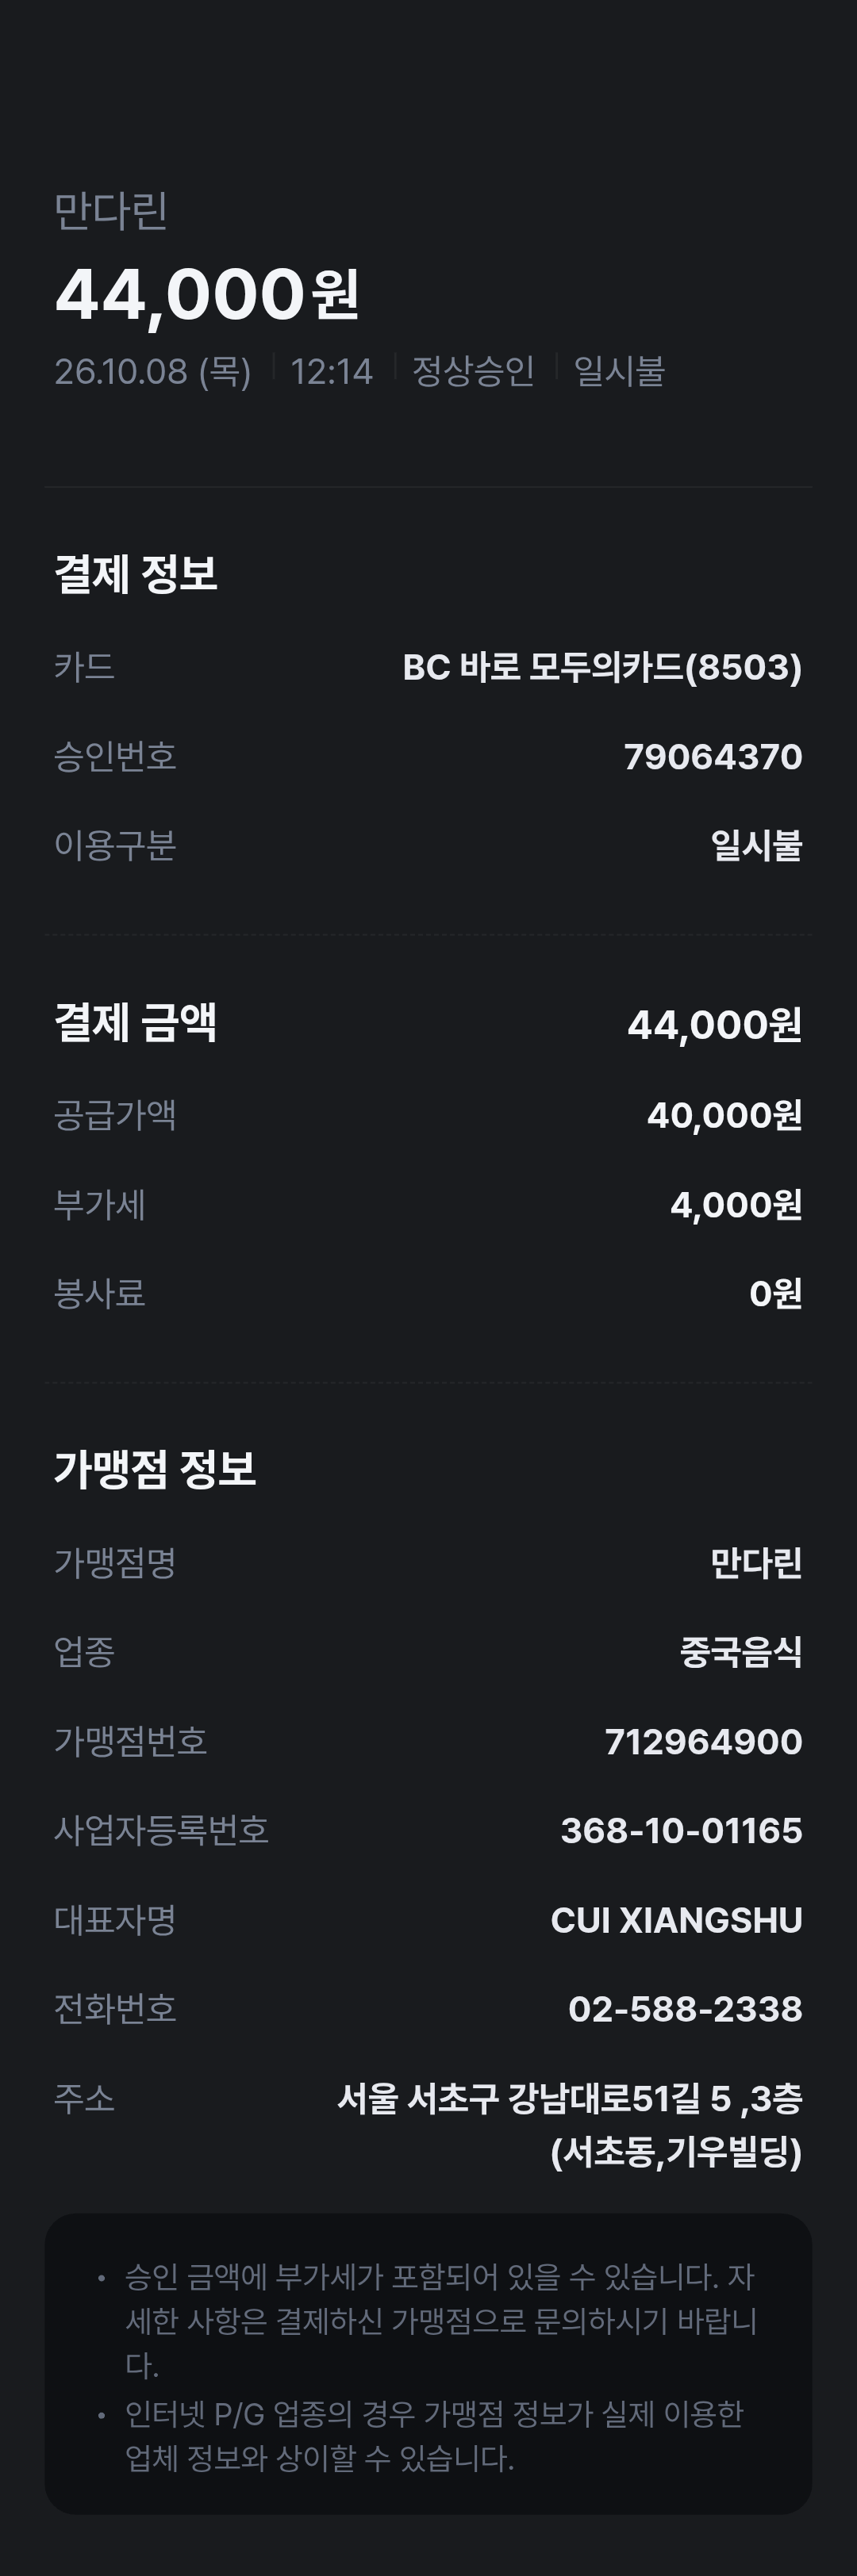 만다린
44,000원
26.10.08 (목) 12:14 정상승인 일시불
결제 정보
카드 BC 바로 모두의카드(8503)
승인번호 79064370
이용구분 일시불
결제 금액 44,000원
공급가액 40,000원
부가세 4,000원
봉사료 0원
가맹점 정보
가맹점명 만다린
업종 중국음식
가맹점번호 712964900
사업자등록번호 368-10-01165
대표자명 CUI XIANGSHU
전화번호 02-588-2338
주소 서울 서초구 강남대로51길 5 ,3층
(서초동,기우빌딩)
• 승인 금액에 부가세가 포함되어 있을 수 있습니다. 자
세한 사항은 결제하신 가맹점으로 문의하시기 바랍니
다.
• 인터넷 P/G 업종의 경우 가맹점 정보가 실제 이용한
업체 정보와 상이할 수 있습니다.